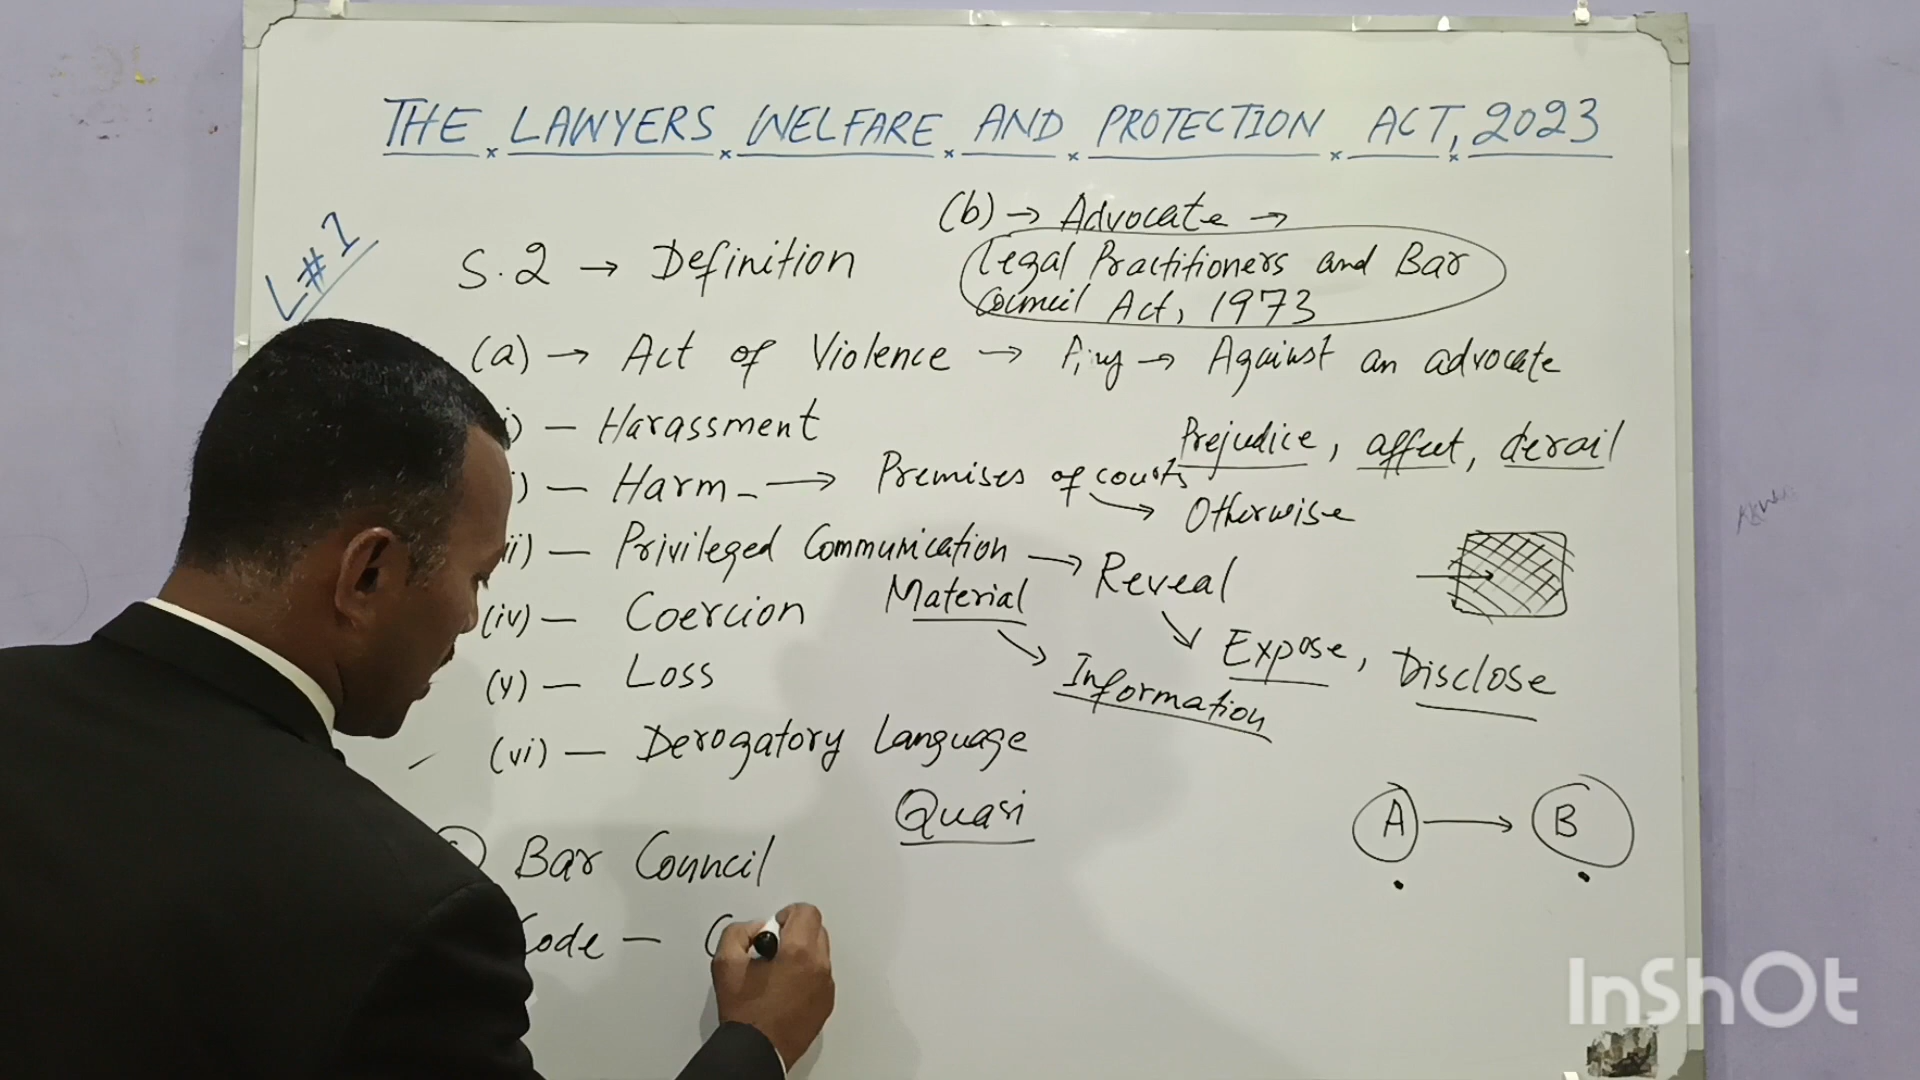 THE LAWYERS WELFARE AND PROTECTION ACT, 2023
L#1
(b) → Advocate →
Legal Practitioners and Bar
Council Act, 1973
S.2 → Definition
(a) → Act of Violence → → Against an advocate
i) — Harassment
Prejudice, affect, derail
) — Harm → Premises of courts
→ Otherwise
ii) — Privileged Communication → Reveal
Material
(iv) — Coercion
Expose, Disclose
(v) — Loss
Information
(vi) — Derogatory Language
Quasi
A → B
Bar Council
Code — C
InShOt